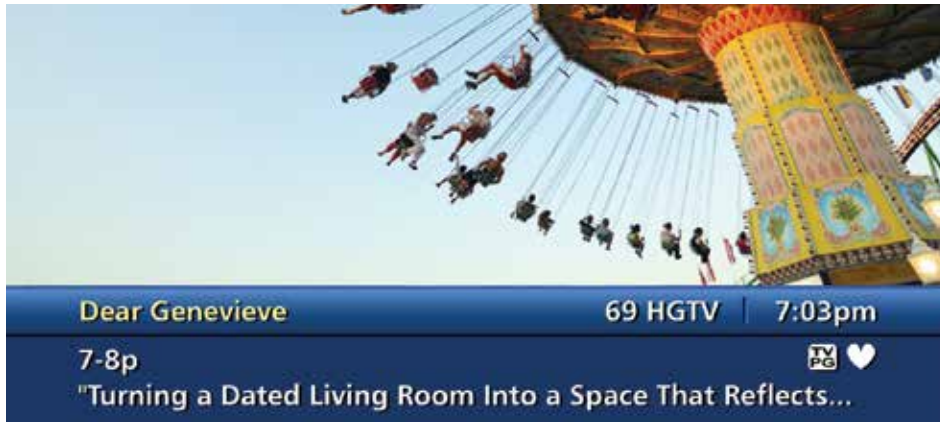 Dear Genevieve 69 HGTV 7:03pm
7-8p TV PG
"Turning a Dated Living Room Into a Space That Reflects...